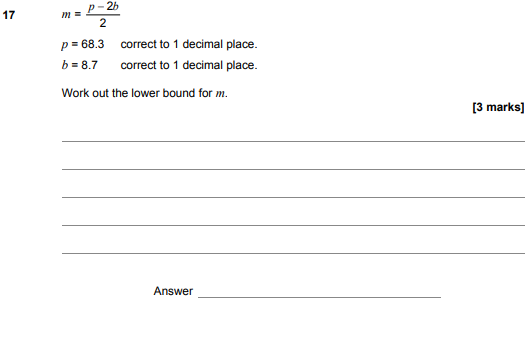 17 m = (p – 2b) / 2
p = 68.3 correct to 1 decimal place.
b = 8.7 correct to 1 decimal place.
Work out the lower bound for m.
[3 marks]
Answer